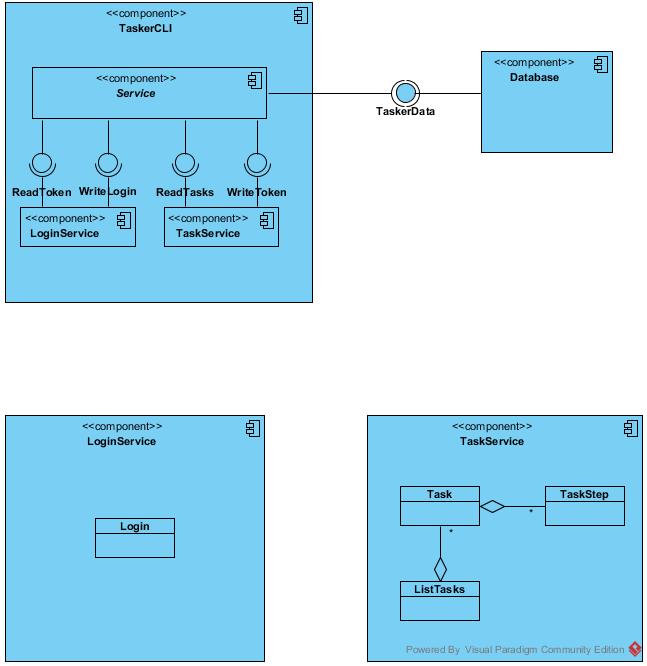 <<component>>
TaskerCLI
<<component>>
Service
<<component>>
Database
TaskerData
ReadToken WriteLogin ReadTasks WriteToken
<<component>>
LoginService
<<component>>
TaskService
<<component>>
LoginService
Login
<<component>>
TaskService
Task
TaskStep
*
*
ListTasks
Powered By Visual Paradigm Community Edition